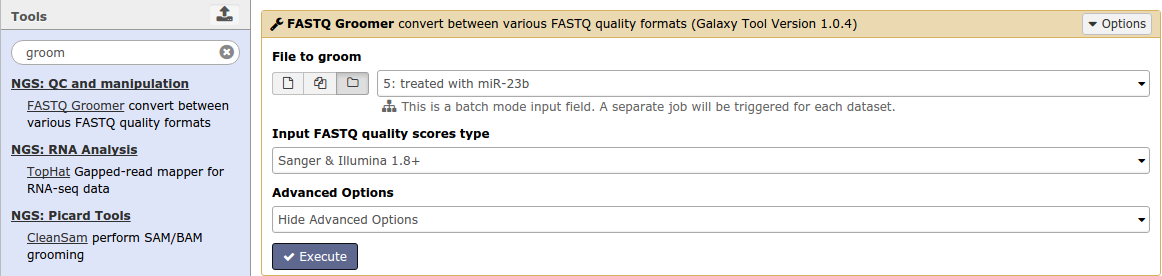 Tools
groom
NGS: QC and manipulation
FASTQ Groomer convert between
various FASTQ quality formats
NGS: RNA Analysis
TopHat Gapped-read mapper for
RNA-seq data
NGS: Picard Tools
CleanSam perform SAM/BAM
grooming
FASTQ Groomer convert between various FASTQ quality formats (Galaxy Tool Version 1.0.4)
Options
File to groom
5: treated with miR-23b
This is a batch mode input field. A separate job will be triggered for each dataset.
Input FASTQ quality scores type
Sanger & Illumina 1.8+
Advanced Options
Hide Advanced Options
Execute